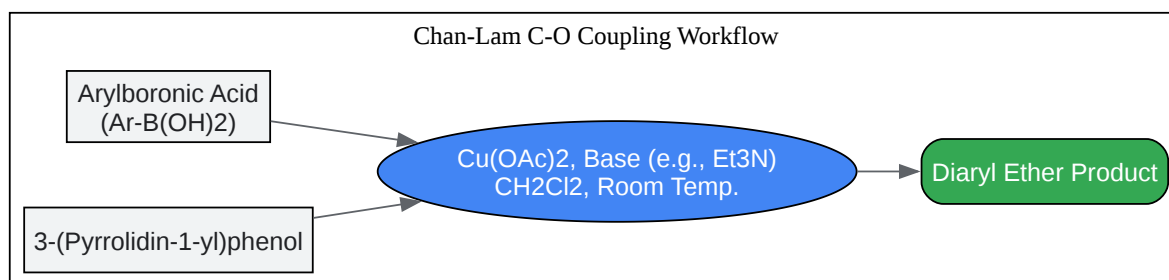 Chan-Lam C-O Coupling Workflow
Arylboronic Acid
(Ar-B(OH)2)
3-(Pyrrolidin-1-yl)phenol
Cu(OAc)2, Base (e.g., Et3N)
CH2Cl2, Room Temp.
Diaryl Ether Product